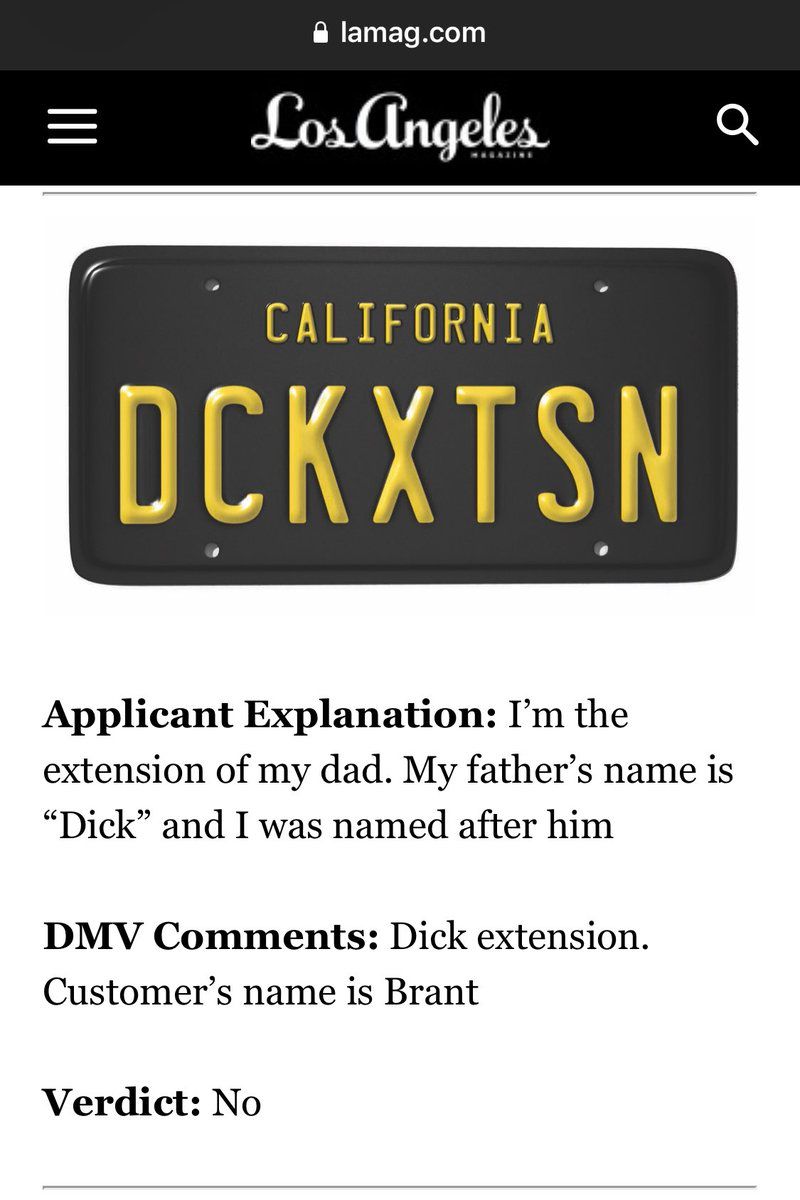 lamag.com
Los Angeles
MAGAZINE
CALIFORNIA
DCKXTSN
Applicant Explanation: I’m the
extension of my dad. My father’s name is
“Dick” and I was named after him
DMV Comments: Dick extension.
Customer’s name is Brant
Verdict: No